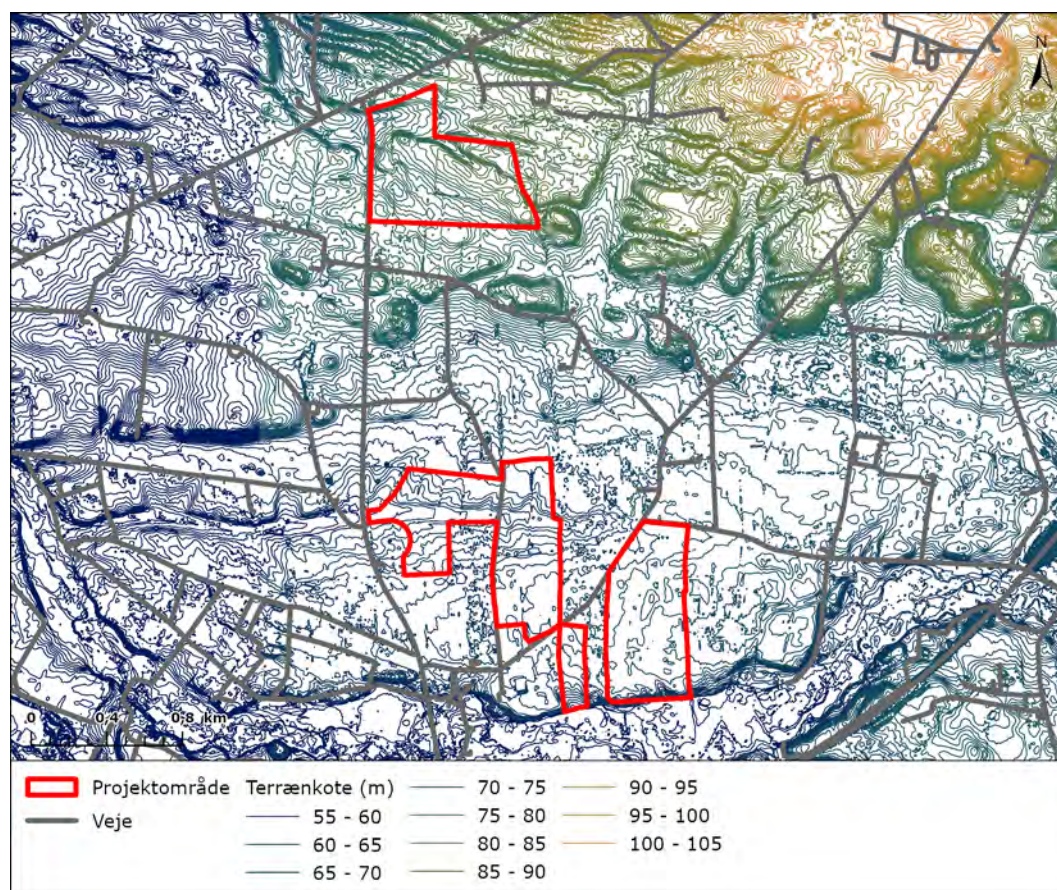 N
0 0,4 0,8 km
Projektområde
Veje
Terrænkote (m)
55 - 60
60 - 65
65 - 70
70 - 75
75 - 80
80 - 85
85 - 90
90 - 95
95 - 100
100 - 105